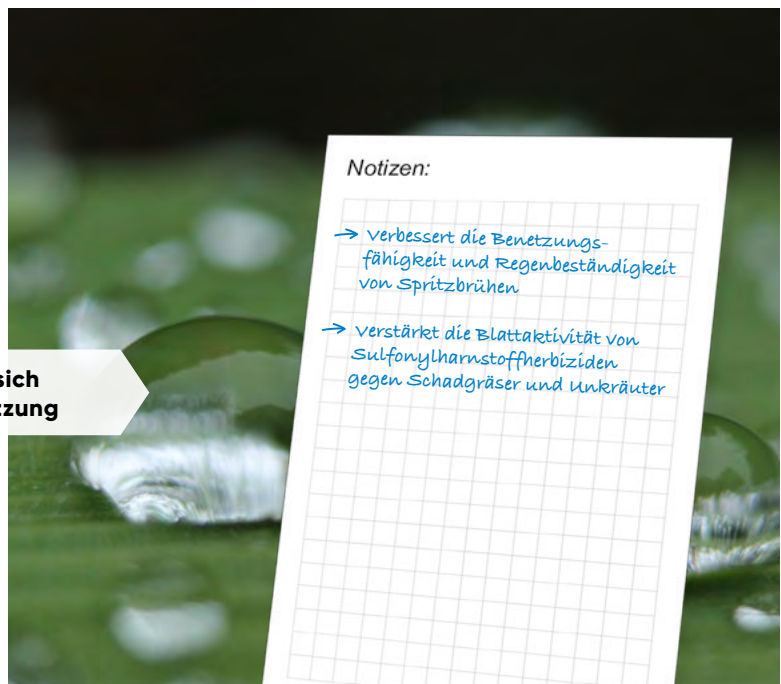 Notizen:
→ Verbessert die Benetzungs-
fähigkeit und Regenbeständigkeit
von Spritzbrühen
→ Verstärkt die Blattaktivität von
Sulfonylharnstoffherbiziden
gegen Schadgräser und Unkräuter
sich
zung